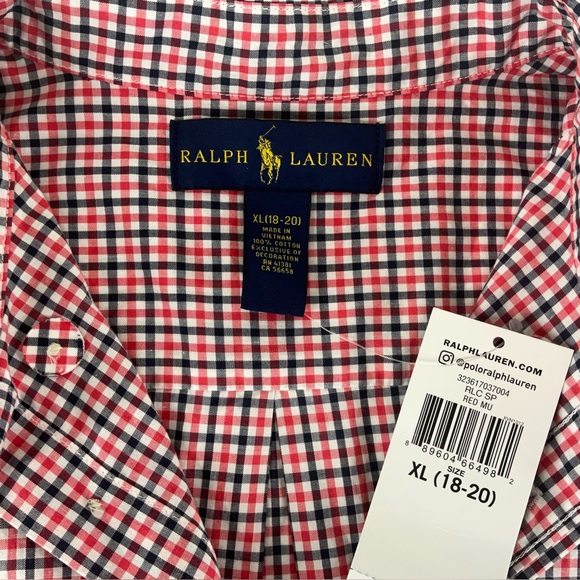 RALPH LAUREN
XL(18-20)
MADE IN
VIETNAM
100% COTTON
EXCLUSIVE OF
DECORATION
RN 41381
CA 56658
RALPHLAUREN.COM
@poloralphlauren
323617037004
RLC SP
RED MU
8 89604 66498 2
SIZE
XL (18-20)